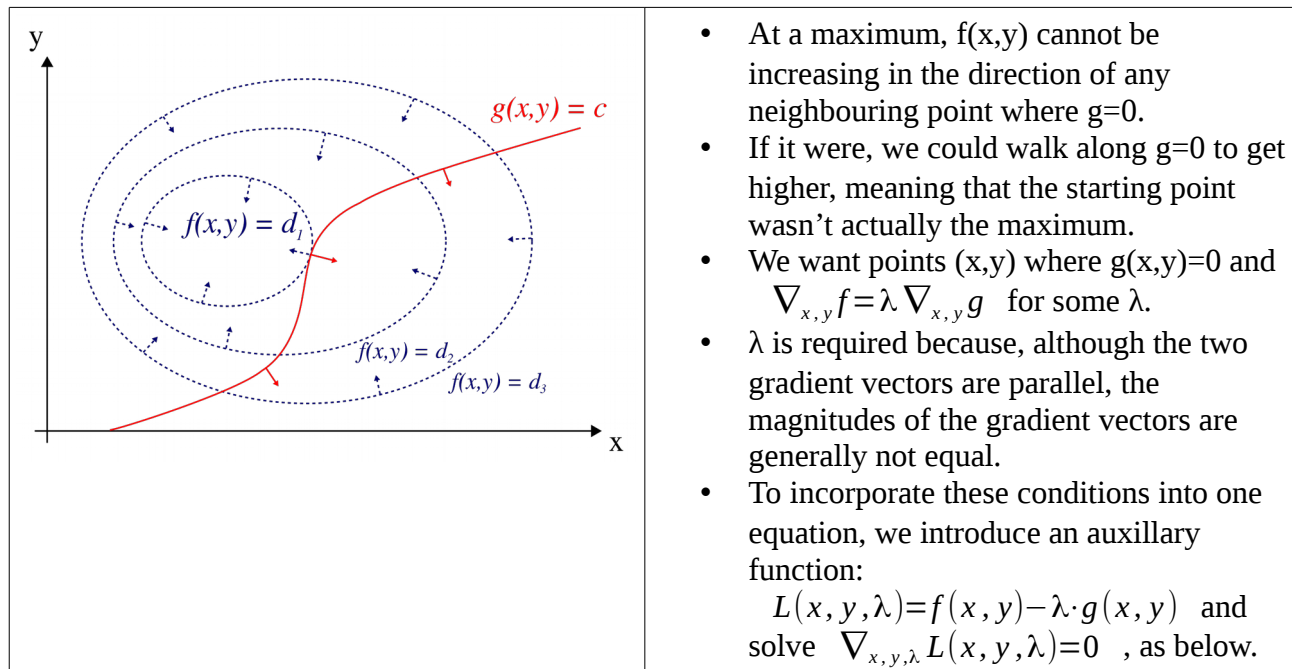 y
g(x,y) = c
f(x,y) = d₁
f(x,y) = d₂
f(x,y) = d₃
x
• At a maximum, f(x,y) cannot be
increasing in the direction of any
neighbouring point where g=0.
• If it were, we could walk along g=0 to get
higher, meaning that the starting point
wasn't actually the maximum.
• We want points (x,y) where g(x,y)=0 and
∇x,y f=λ ∇x,y g for some λ.
• λ is required because, although the two
gradient vectors are parallel, the
magnitudes of the gradient vectors are
generally not equal.
• To incorporate these conditions into one
equation, we introduce an auxillary
function:
L(x, y,λ)=f(x, y)−λ·g(x, y) and
solve ∇x,y,λ L(x, y,λ)=0 , as below.